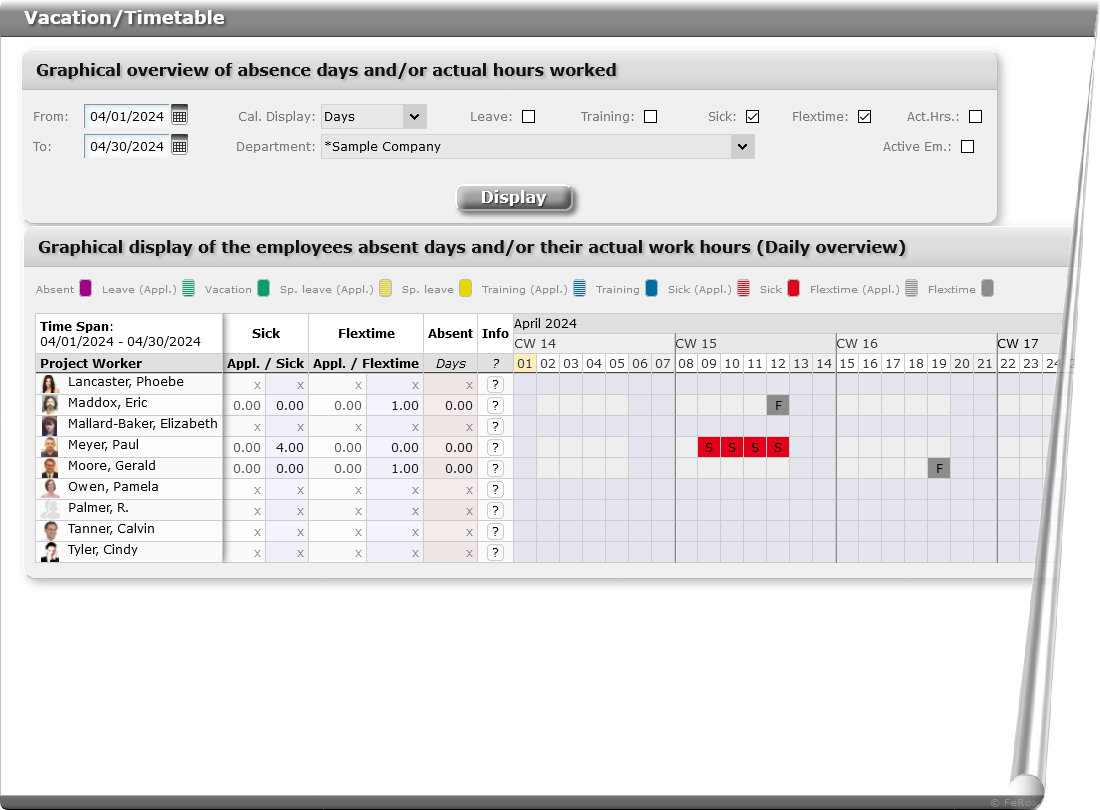 Vacation/Timetable
Graphical overview of absence days and/or actual hours worked
From: 04/01/2024 Cal. Display: Days Leave: Training: Sick: Flextime: Act.Hrs.:
To: 04/30/2024 Department: *Sample Company Active Em.:
Display
Graphical display of the employees absent days and/or their actual work hours (Daily overview)
Absent Leave (Appl.) Vacation Sp. leave (Appl.) Sp. leave Training (Appl.) Training Sick (Appl.) Sick Flextime (Appl.) Flextime
Time Span: Sick Flextime Absent Info April 2024
04/01/2024 - 04/30/2024 CW 14 CW 15 CW 16 CW 17
Project Worker Appl. / Sick Appl. / Flextime Days ? 01 02 03 04 05 06 07 08 09 10 11 12 13 14 15 16 17 18 19 20 21 22 23 24
Lancaster, Phoebe x x x x x ?
Maddox, Eric 0.00 0.00 0.00 1.00 0.00 ? F
Mallard-Baker, Elizabeth x x x x x ?
Meyer, Paul 0.00 4.00 0.00 0.00 0.00 ? S S S S
Moore, Gerald 0.00 0.00 0.00 1.00 0.00 ? F
Owen, Pamela x x x x x ?
Palmer, R. x x x x x ?
Tanner, Calvin x x x x x ?
Tyler, Cindy x x x x x ?